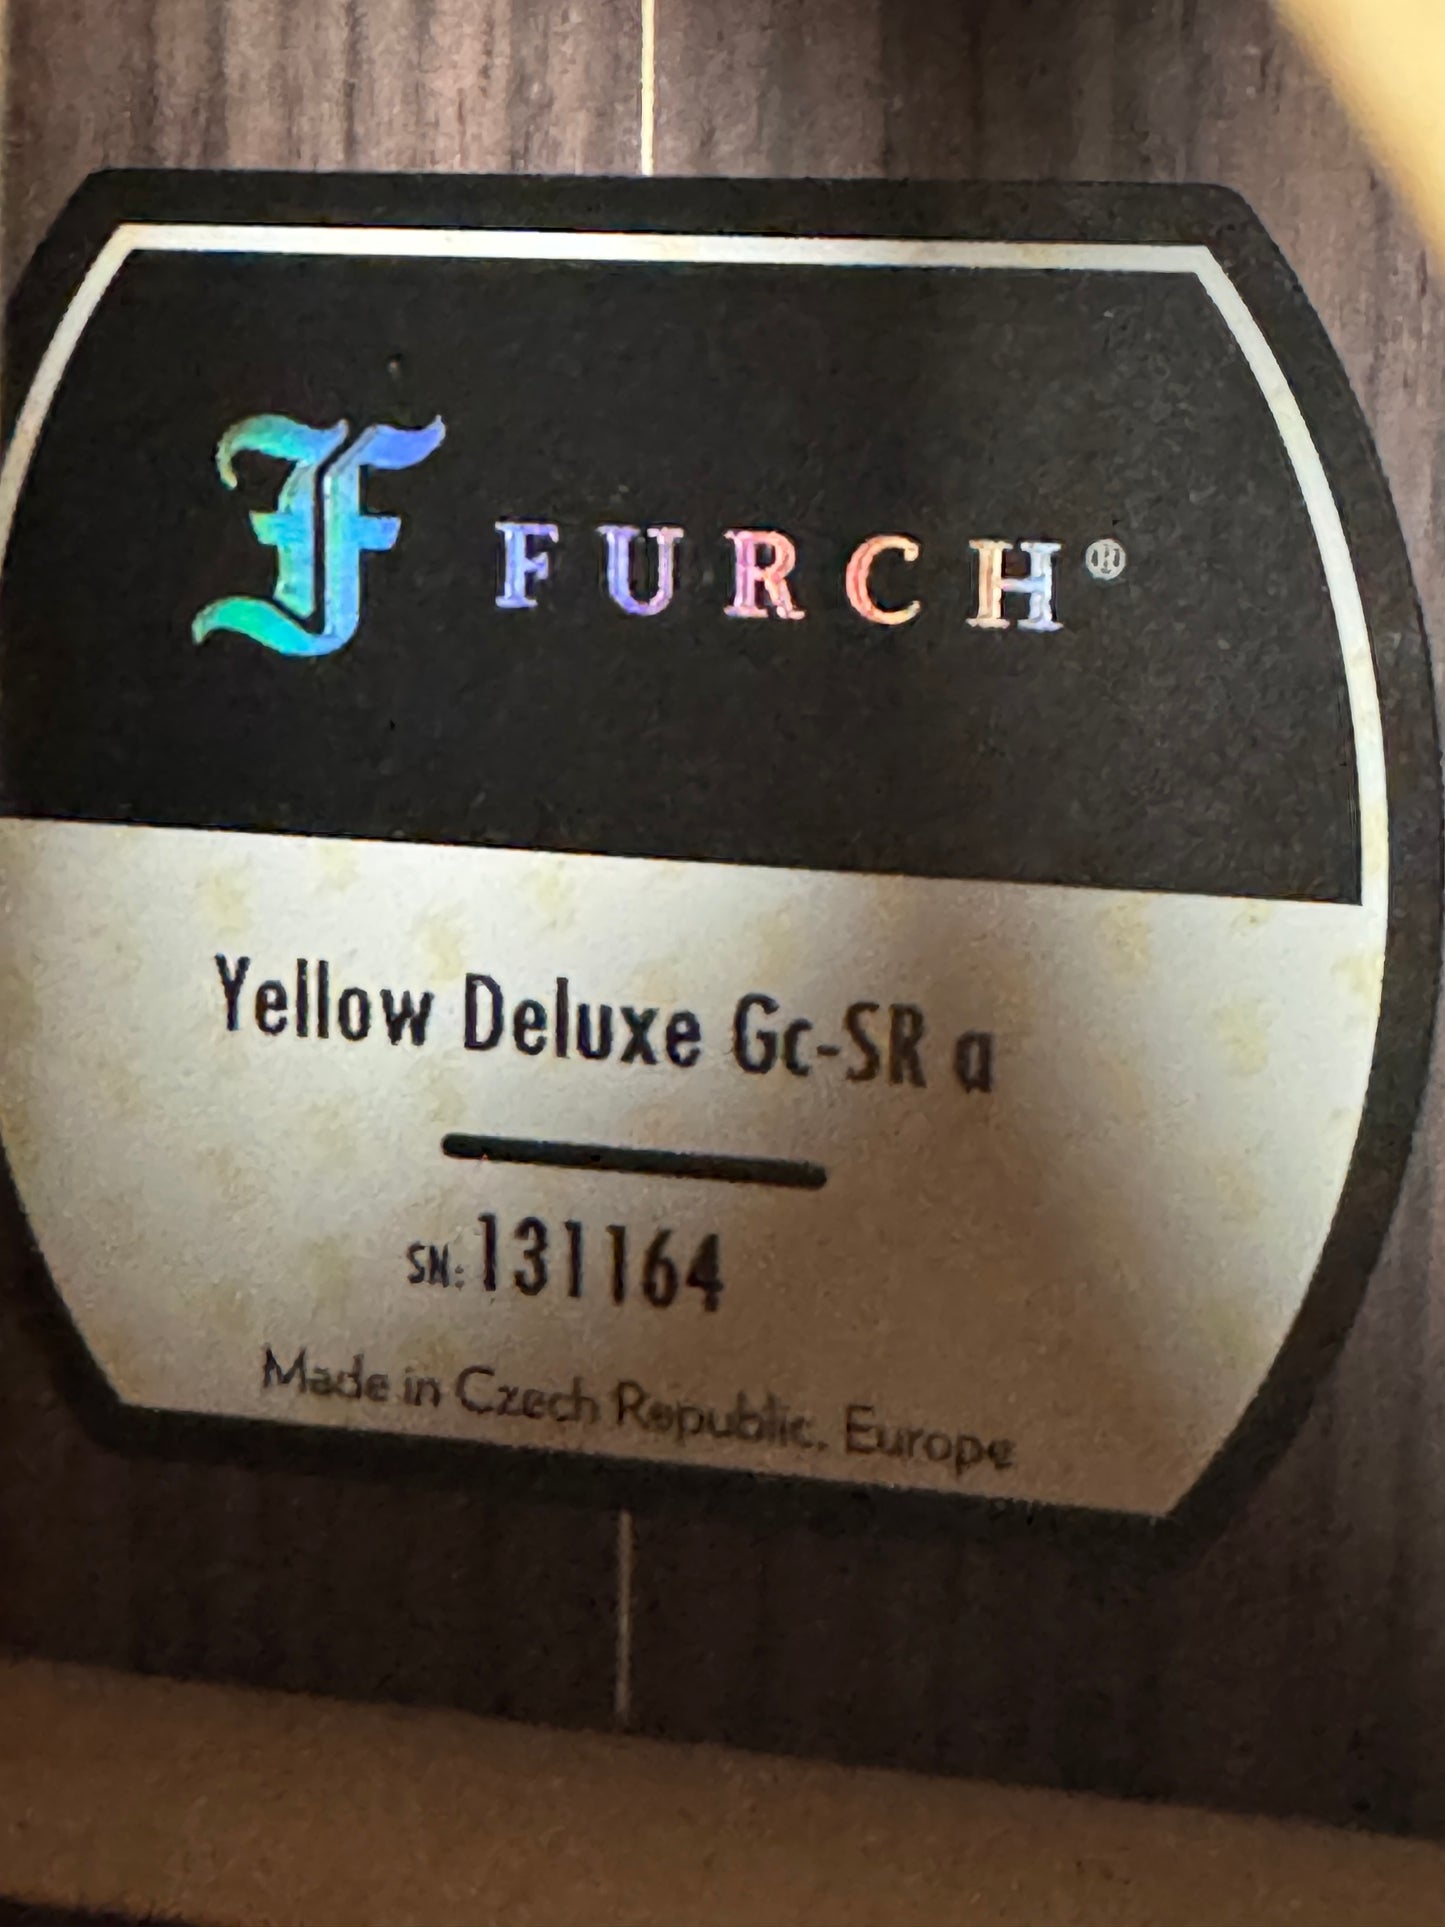 F FURCH®
Yellow Deluxe Gc-SR a
SN: 131164
Made in Czech Republic, Europe